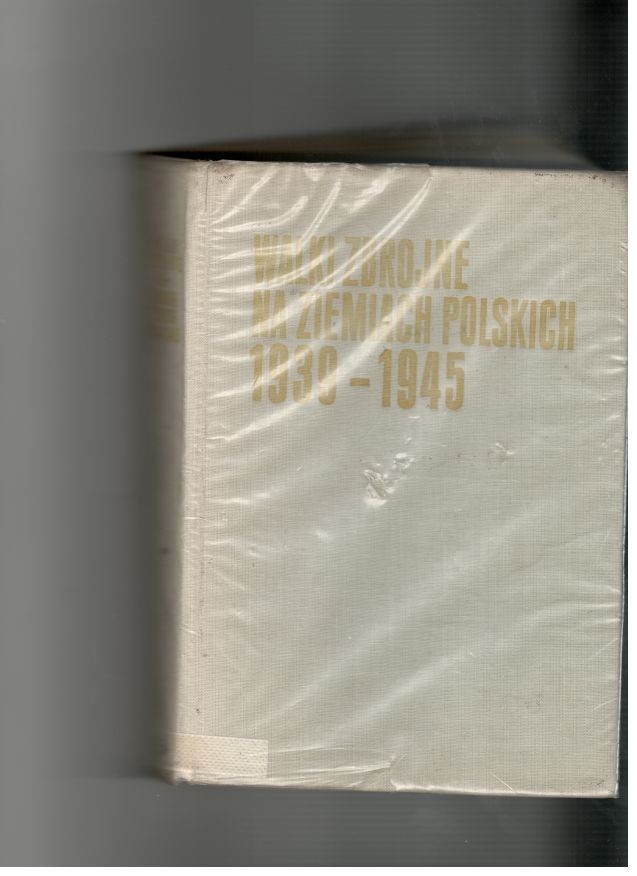 WALKI ZBROJNE
NA ZIEMIACH POLSKICH
1939–1945